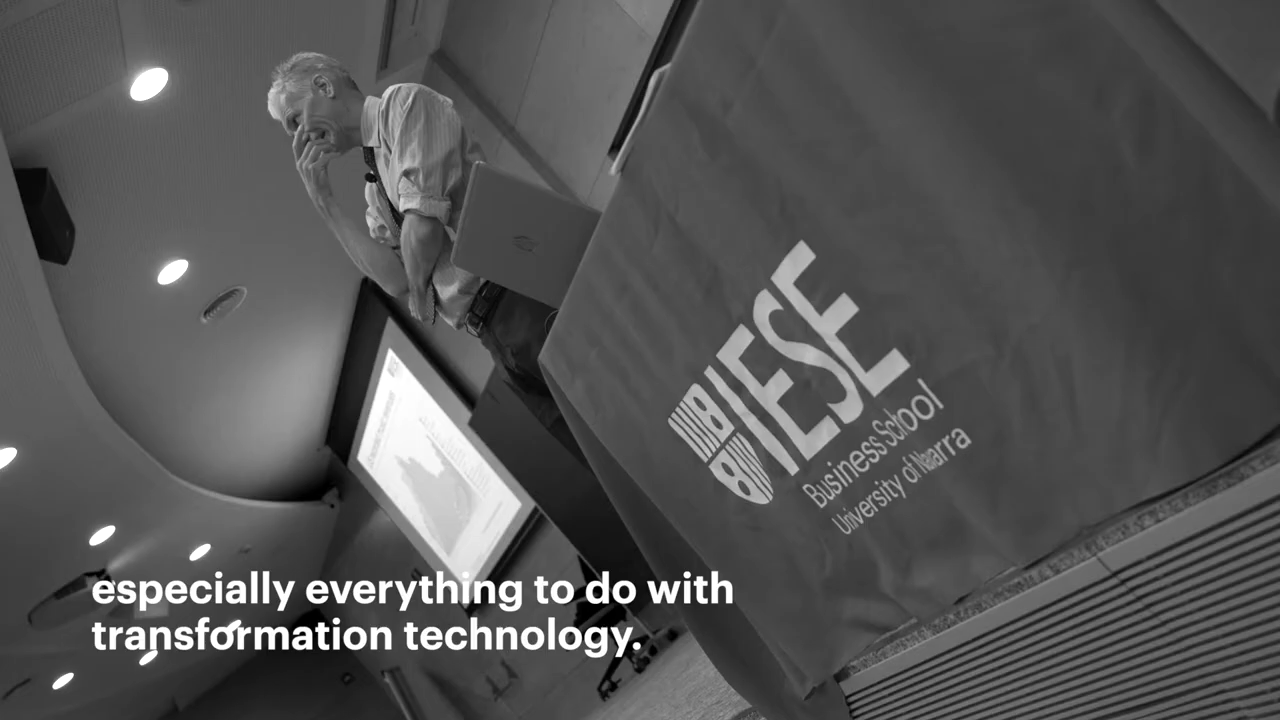 IESE
Business School
University of Navarra
especially everything to do with
transformation technology.